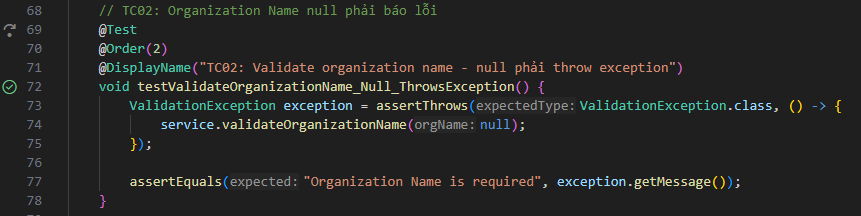 68 // TC02: Organization Name null phải báo lỗi
69 @Test
70 @Order(2)
71 @DisplayName("TC02: Validate organization name - null phải throw exception")
72 void testValidateOrganizationName_Null_ThrowsException() {
73 ValidationException exception = assertThrows(expectedType: ValidationException.class, () -> {
74 service.validateOrganizationName(orgName: null);
75 });
76
77 assertEquals(expected: "Organization Name is required", exception.getMessage());
78 }